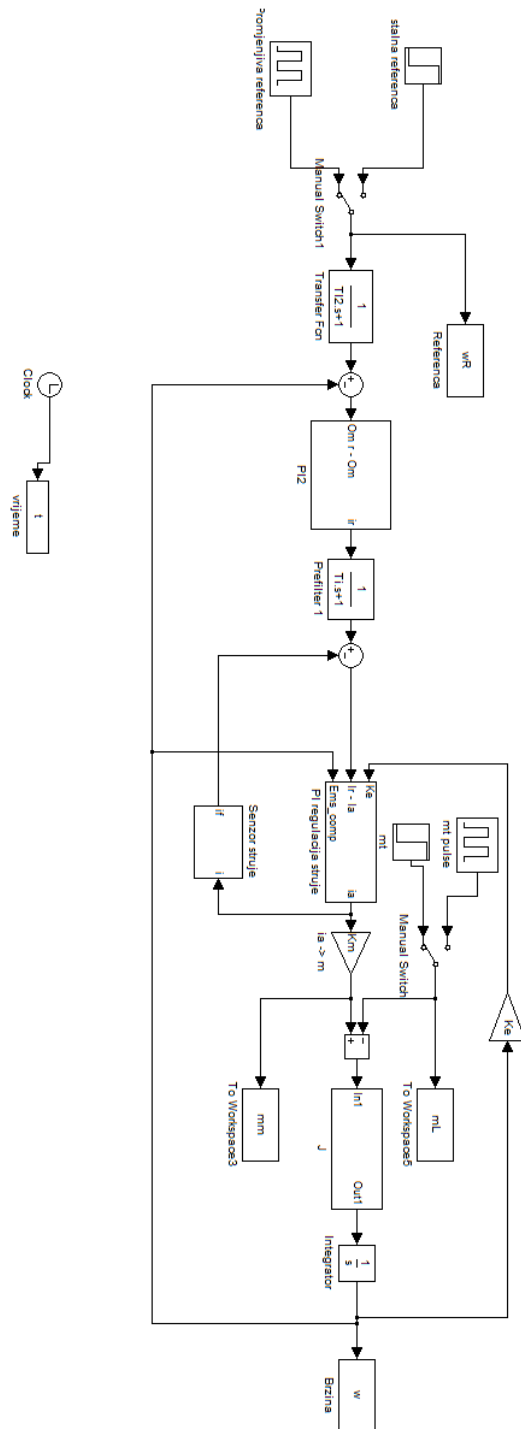 stalna referenca
Promjenjiva referenca
Manual Switch1
wR
Referenca
1
TI2.s+1
Transfer Fcn
+
−
Clock
t
vrijeme
Om r - Om
ir
PI2
1
Ti.s+1
Prefilter 1
+
−
Ke
Ir - Ia
Ems_comp
ia
PI regulacija struje
if
i
Senzor struje
mt
mt pulse
Manual Switch
Km
ia -> m
Ke
mL
To Workspace5
mm
To Workspace3
−
+
In1
Out1
J
1
s
Integrator
w
Brzina